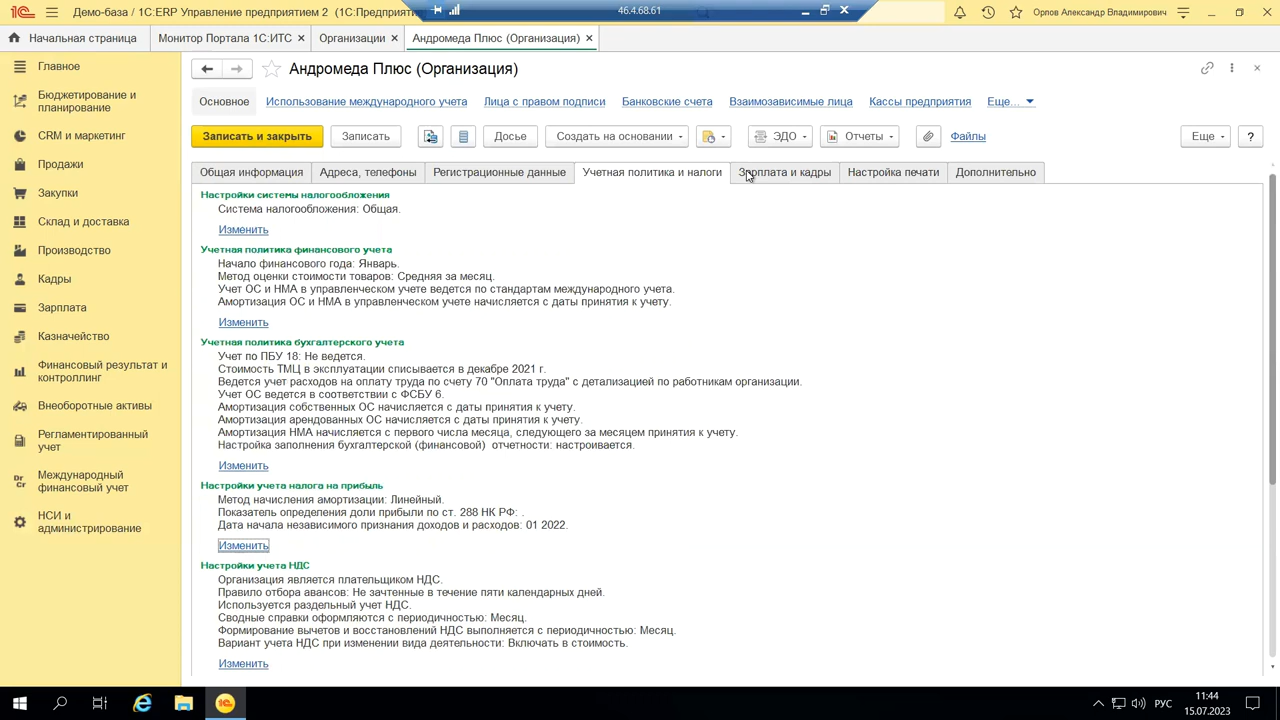 Демо-база / 1С:ERP Управление предприятием 2 (1С:Предприяти
46.4.68.61
Орлов Александр Владимирович
Начальная страница
Монитор Портала 1С:ИТС ×
Организации ×
Андромеда Плюс (Организация) ×
Главное
Бюджетирование и
планирование
CRM и маркетинг
Продажи
Закупки
Склад и доставка
Производство
Кадры
Зарплата
Казначейство
Финансовый результат и
контроллинг
Внеоборотные активы
Регламентированный
учет
Международный
финансовый учет
НСИ и
администрирование
Андромеда Плюс (Организация)
Основное Использование международного учета Лица с правом подписи Банковские счета Взаимозависимые лица Кассы предприятия Еще...
Записать и закрыть Записать Досье Создать на основании ЭДО Отчеты Файлы Еще ?
Общая информация Адреса, телефоны Регистрационные данные Учетная политика и налоги Зарплата и кадры Настройка печати Дополнительно
Настройки системы налогообложения
Система налогообложения: Общая.
Изменить
Учетная политика финансового учета
Начало финансового года: Январь.
Метод оценки стоимости товаров: Средняя за месяц.
Учет ОС и НМА в управленческом учете ведется по стандартам международного учета.
Амортизация ОС и НМА в управленческом учете начисляется с даты принятия к учету.
Изменить
Учетная политика бухгалтерского учета
Учет по ПБУ 18: Не ведется.
Стоимость ТМЦ в эксплуатации списывается в декабре 2021 г.
Ведется учет расходов на оплату труда по счету 70 "Оплата труда" с детализацией по работникам организации.
Учет ОС ведется в соответствии с ФСБУ 6.
Амортизация собственных ОС начисляется с даты принятия к учету.
Амортизация арендованных ОС начисляется с даты принятия к учету.
Амортизация НМА начисляется с первого числа месяца, следующего за месяцем принятия к учету.
Настройка заполнения бухгалтерской (финансовой) отчетности: настроивается.
Изменить
Настройки учета налога на прибыль
Метод начисления амортизации: Линейный.
Показатель определения доли прибыли по ст. 288 НК РФ: .
Дата начала независимого признания доходов и расходов: 01 2022.
Изменить
Настройки учета НДС
Организация является плательщиком НДС.
Правило отбора авансов: Не зачтенные в течение пяти календарных дней.
Используется раздельный учет НДС.
Сводные справки оформляются с периодичностью: Месяц.
Формирование вычетов и восстановлений НДС выполняется с периодичностью: Месяц.
Вариант учета НДС при изменении вида деятельности: Включать в стоимость.
Изменить
РУС
11:44
15.07.2023